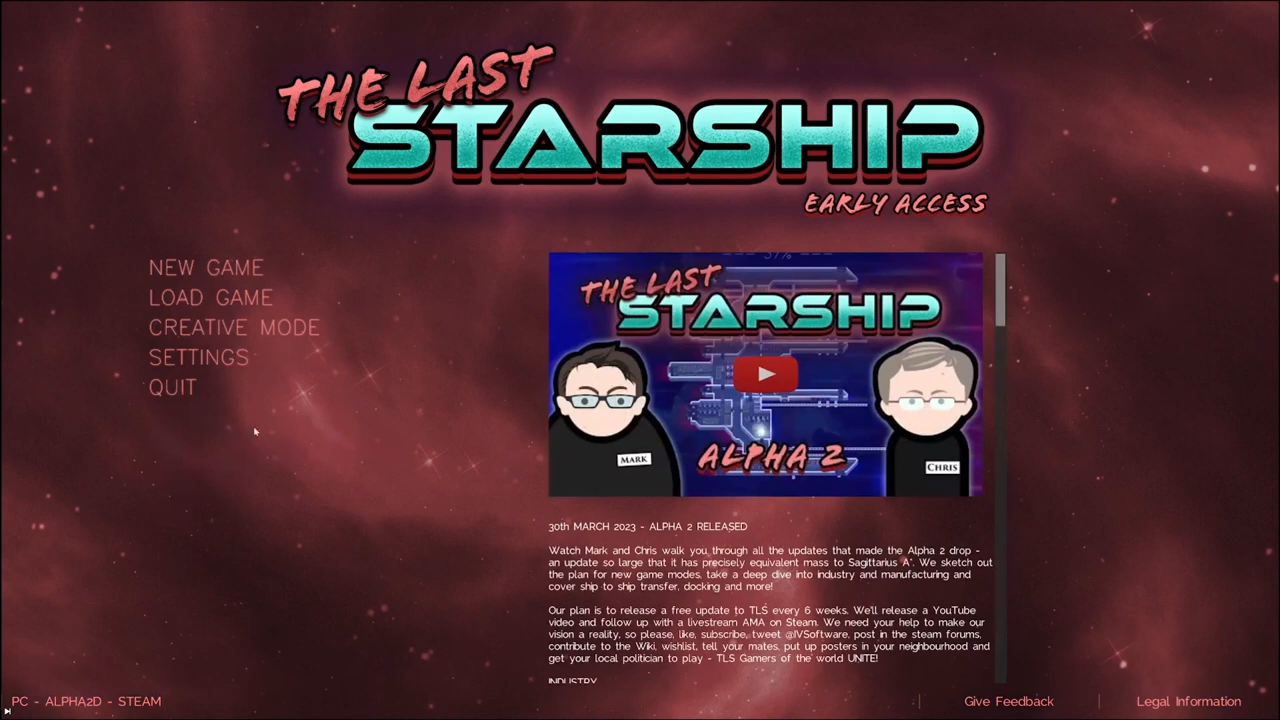 THE LAST
STARSHIP
EARLY ACCESS
NEW GAME
LOAD GAME
CREATIVE MODE
SETTINGS
QUIT
--- 37% ---
THE LAST
STARSHIP
MARK
ALPHA 2
CHRIS
30th MARCH 2023 - ALPHA 2 RELEASED
Watch Mark and Chris walk you through all the updates that made the Alpha 2 drop -
an update so large that it has precisely equivalent mass to Sagittarius A*. We sketch out
the plan for new game modes, take a deep dive into industry and manufacturing and
cover ship to ship transfer, docking and more!
Our plan is to release a free update to TLS every 6 weeks. We'll release a YouTube
video and follow up with a livestream AMA on Steam. We need your help to make our
vision a reality, so please, like, subscribe, tweet @IVSoftware, post in the steam forums,
contribute to the Wiki, wishlist, tell your mates, put up posters in your neighbourhood and
get your local politician to play - TLS Gamers of the world UNITE!
INDUSTRY
PC - ALPHA2D - STEAM
Give Feedback
Legal Information